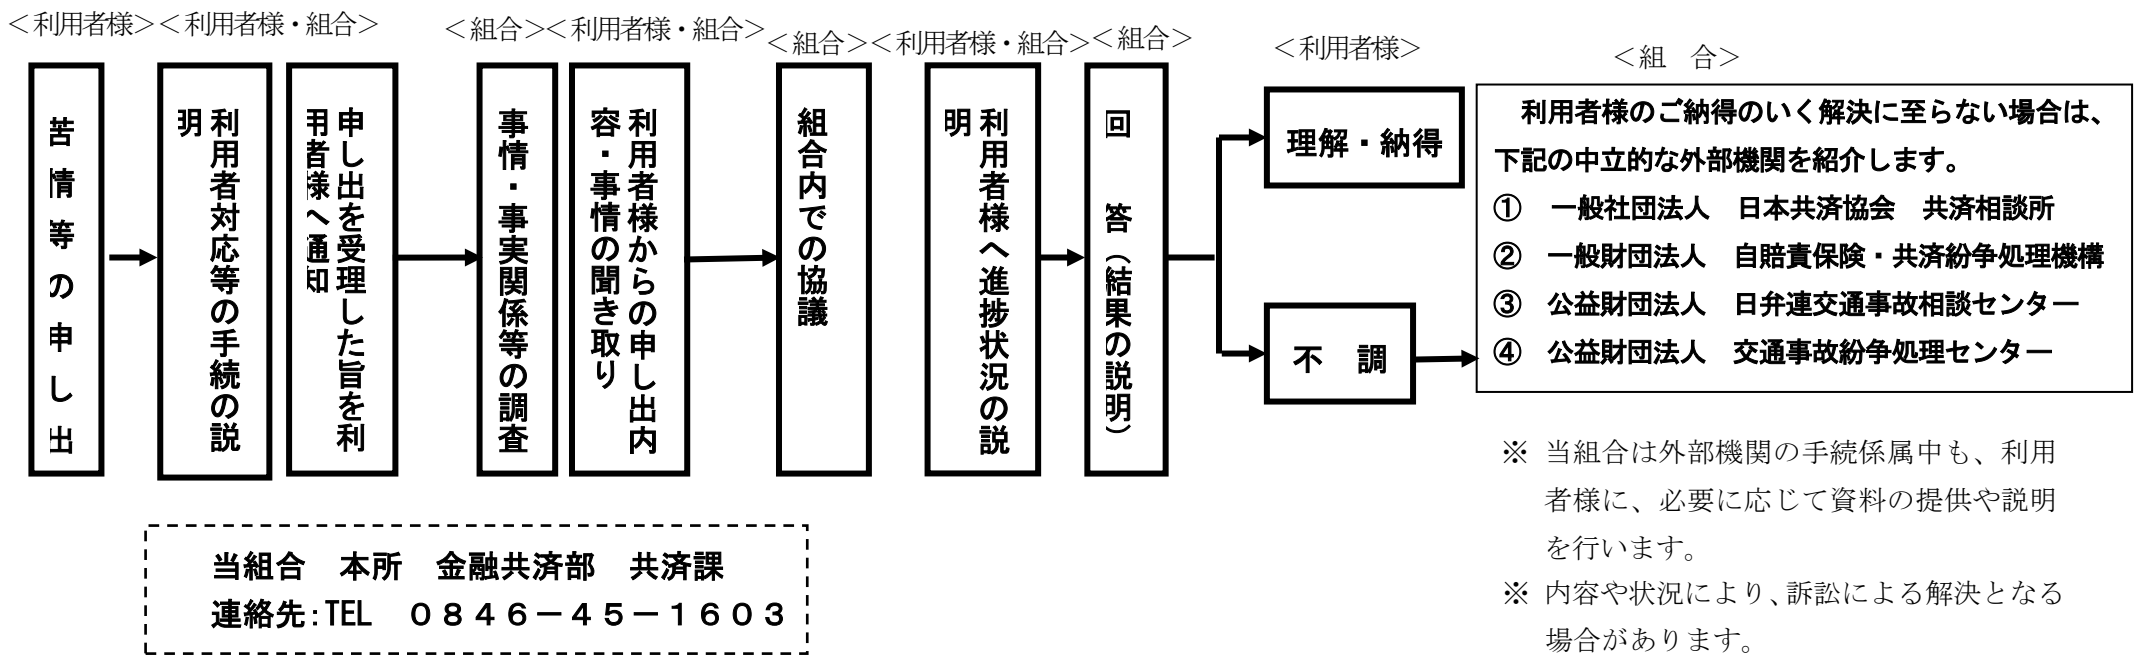 ＜利用者様＞＜利用者様・組合＞
＜組合＞＜利用者様・組合＞
＜組合＞＜利用者様・組合＞＜組合＞
＜利用者様＞
＜組　合＞
苦情等の申し出
利用者対応等の手続の説
明
申し出を受理した旨を利
用者様へ通知
事情・事実関係等の調査
利用者様からの申し出内
容・事情の聞き取り
組合内での協議
利用者様へ進捗状況の説
明
回　答（結果の説明）
理解・納得
不　調
利用者様のご納得のいく解決に至らない場合は、
下記の中立的な外部機関を紹介します。
①　一般社団法人　日本共済協会　共済相談所
②　一般財団法人　自賠責保険・共済紛争処理機構
③　公益財団法人　日弁連交通事故相談センター
④　公益財団法人　交通事故紛争処理センター
※ 当組合は外部機関の手続係属中も、利用
者様に、必要に応じて資料の提供や説明
を行います。
※ 内容や状況により、訴訟による解決となる
場合があります。
当組合　本所　金融共済部　共済課
連絡先：TEL　０８４６－４５－１６０３